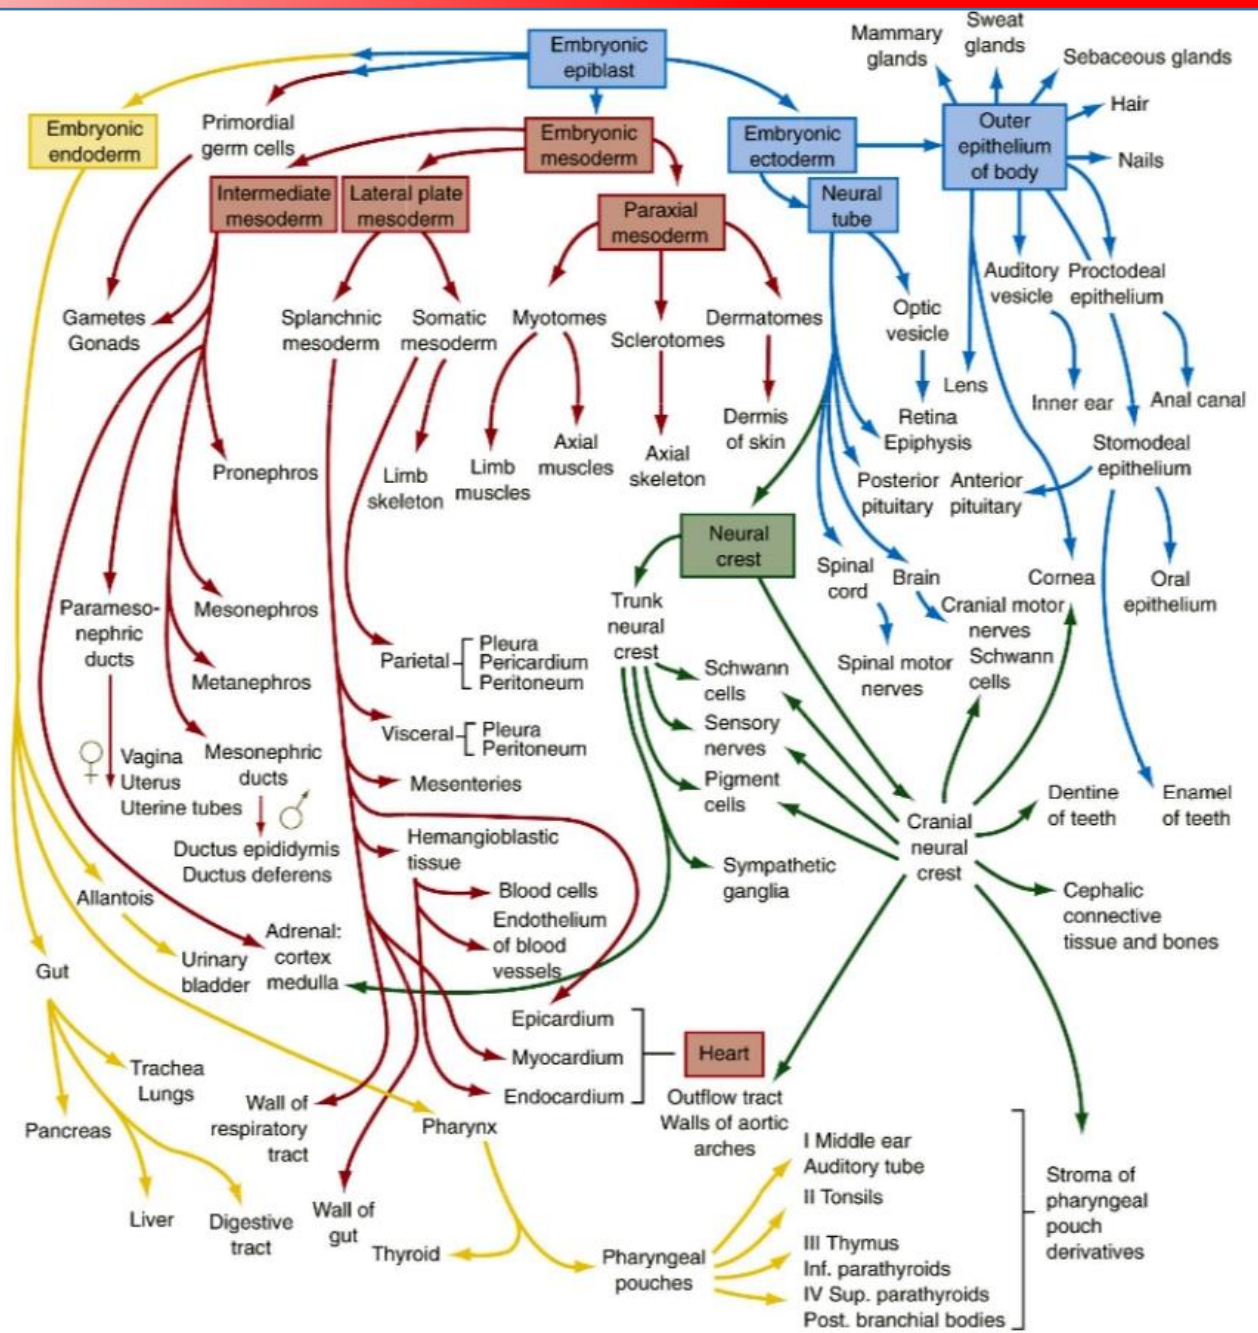 Embryonic
epiblast
Mammary
glands
Sweat
glands
Sebaceous glands
Hair
Nails
Embryonic
endoderm
Primordial
germ cells
Embryonic
mesoderm
Embryonic
ectoderm
Outer
epithelium
of body
Intermediate
mesoderm
Lateral plate
mesoderm
Paraxial
mesoderm
Neural
tube
Gametes
Gonads
Splanchnic
mesoderm
Somatic
mesoderm
Myotomes
Sclerotomes
Dermatomes
Optic
vesicle
Auditory
vesicle
Proctodeal
epithelium
Lens
Inner ear
Anal canal
Pronephros
Limb
skeleton
Limb
muscles
Axial
muscles
Axial
skeleton
Dermis
of skin
Retina
Epiphysis
Stomodeal
epithelium
Posterior
pituitary
Anterior
pituitary
Neural
crest
Spinal
cord
Brain
Cornea
Oral
epithelium
Parameso-
nephric
ducts
Mesonephros
Metanephros
Trunk
neural
crest
Cranial motor
nerves
Spinal motor
nerves
Schwann
cells
Parietal
Pleura
Pericardium
Peritoneum
Schwann
cells
Visceral
Pleura
Peritoneum
Sensory
nerves
♀
Vagina
Uterus
Uterine tubes
Mesonephric
ducts
♂
Mesenteries
Pigment
cells
Cranial
neural
crest
Dentine
of teeth
Enamel
of teeth
Ductus epididymis
Ductus deferens
Hemangioblastic
tissue
Sympathetic
ganglia
Allantois
Blood cells
Endothelium
of blood
vessels
Cephalic
connective
tissue and bones
Gut
Urinary
bladder
Adrenal:
cortex
medulla
Epicardium
Myocardium
Endocardium
Heart
Outflow tract
Walls of aortic
arches
Trachea
Lungs
Pancreas
Wall of
respiratory
tract
Pharynx
Liver
Digestive
tract
Wall of
gut
Thyroid
Pharyngeal
pouches
I Middle ear
Auditory tube
II Tonsils
III Thymus
Inf. parathyroids
IV Sup. parathyroids
Post. branchial bodies
Stroma of
pharyngeal
pouch
derivatives